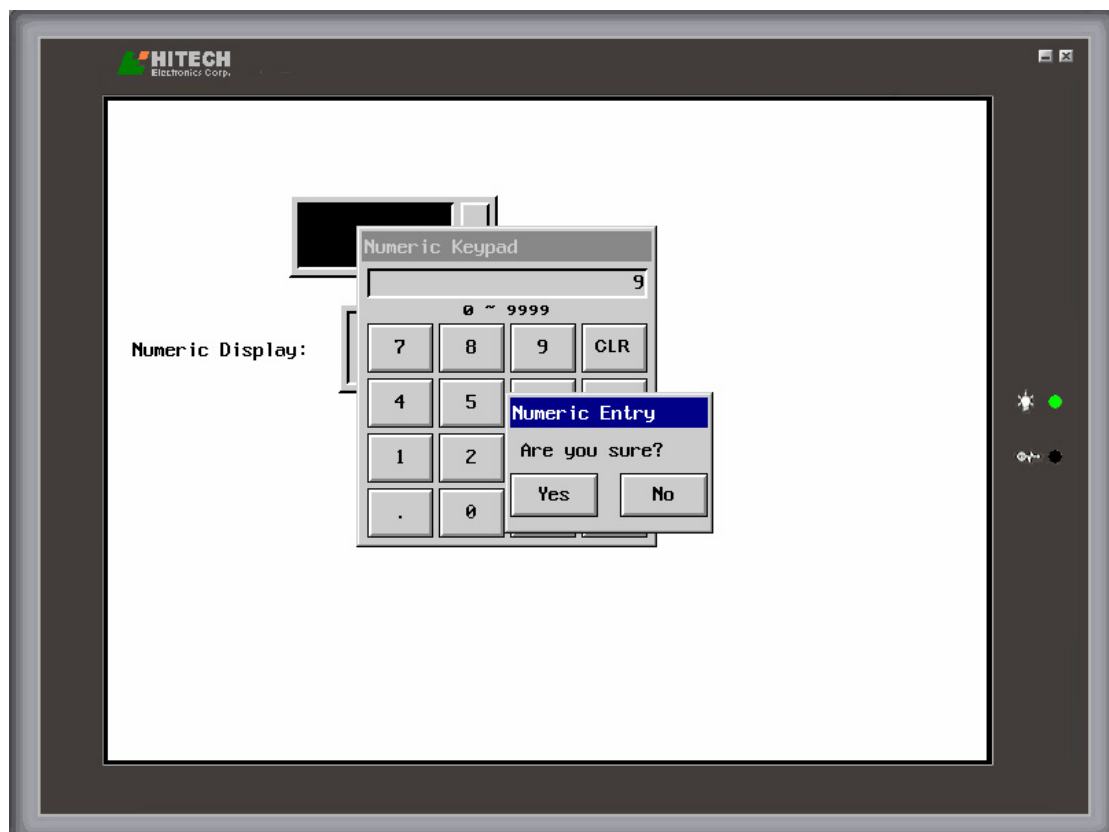 HITECH
Electronics Corp.
Numeric Keypad
9
0 ~ 9999
Numeric Display:
7 8 9 CLR
4 5
Numeric Entry
Are you sure?
1 2
Yes No
. 0